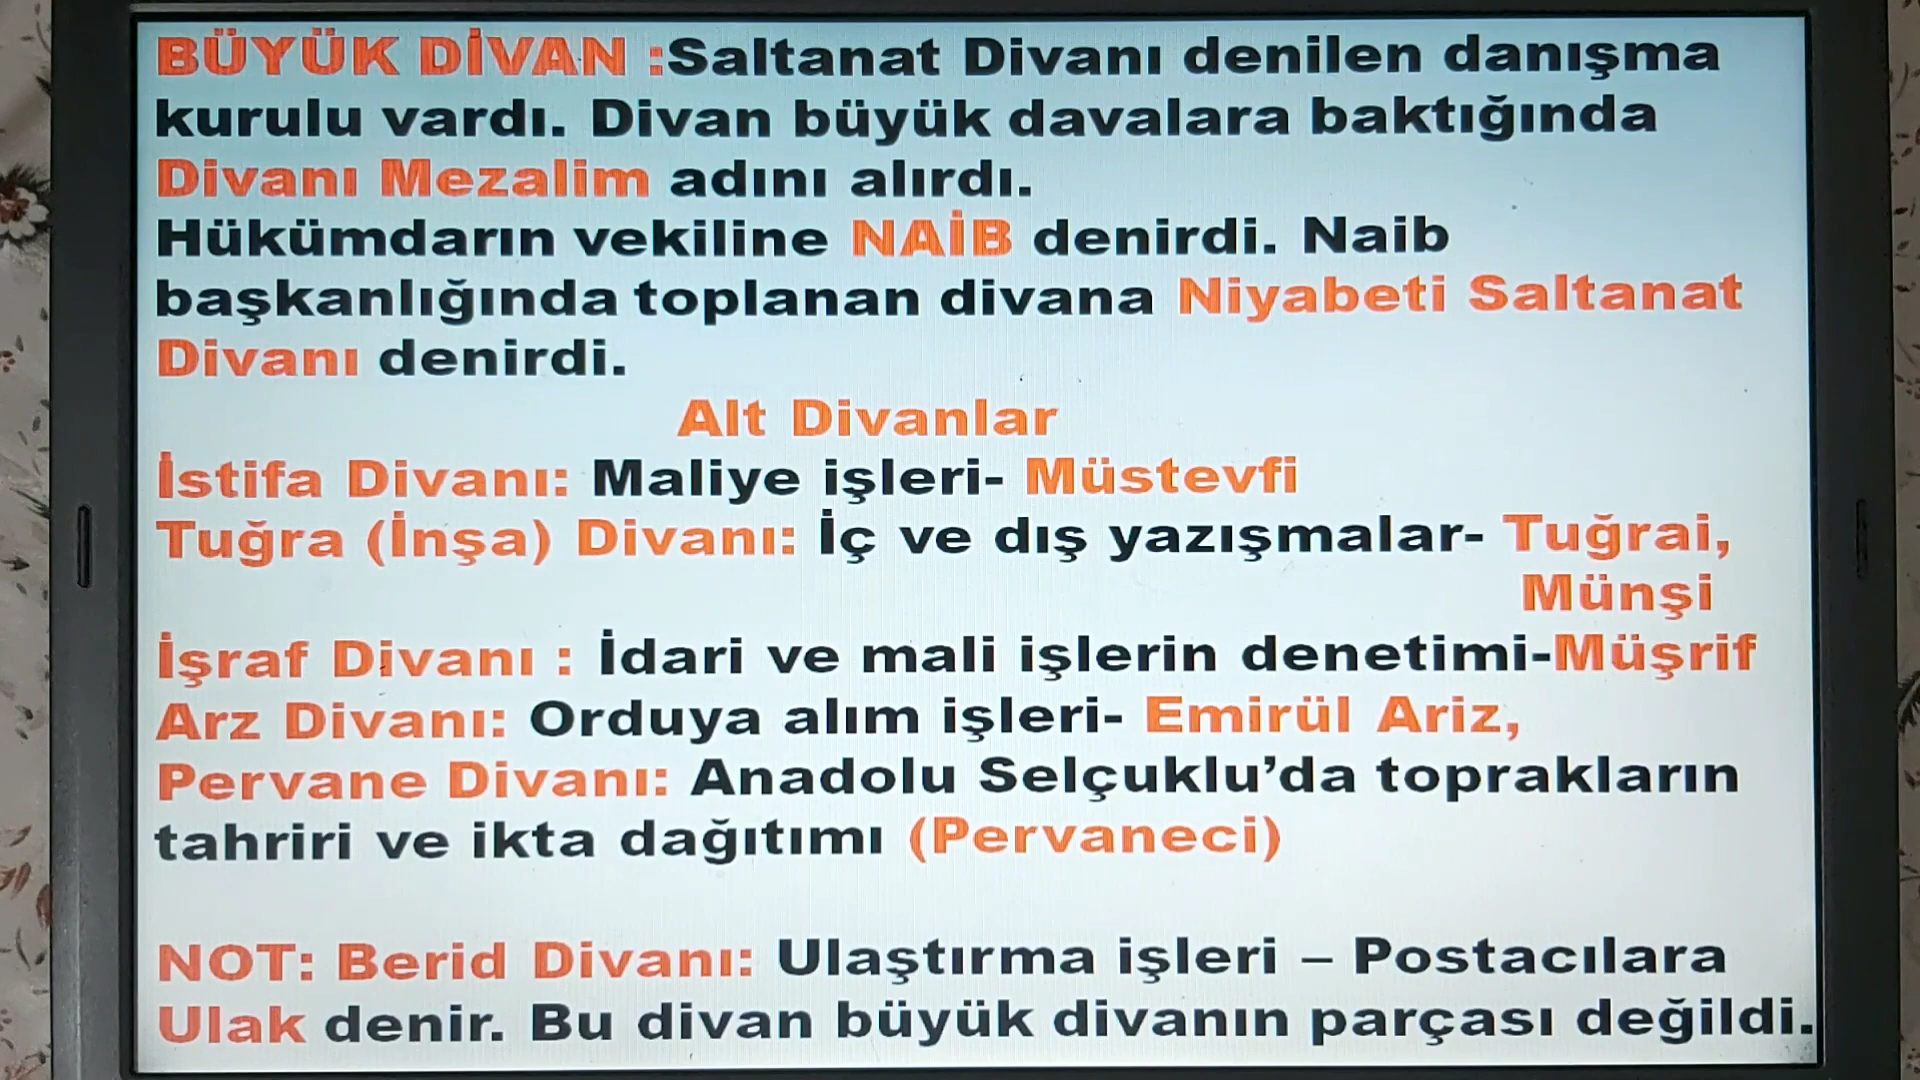 BÜYÜK DİVAN :Saltanat Divanı denilen danışma
kurulu vardı. Divan büyük davalara baktığında
Divanı Mezalim adını alırdı.
Hükümdarın vekiline NAİB denirdi. Naib
başkanlığında toplanan divana Niyabeti Saltanat
Divanı denirdi.
Alt Divanlar
İstifa Divanı: Maliye işleri- Müstevfi
Tuğra (İnşa) Divanı: İç ve dış yazışmalar- Tuğrai,
Münşi
İşraf Divanı : İdari ve mali işlerin denetimi-Müşrif
Arz Divanı: Orduya alım işleri- Emirül Ariz,
Pervane Divanı: Anadolu Selçuklu’da toprakların
tahriri ve ikta dağıtımı (Pervaneci)
NOT: Berid Divanı: Ulaştırma işleri – Postacılara
Ulak denir. Bu divan büyük divanın parçası değildi.